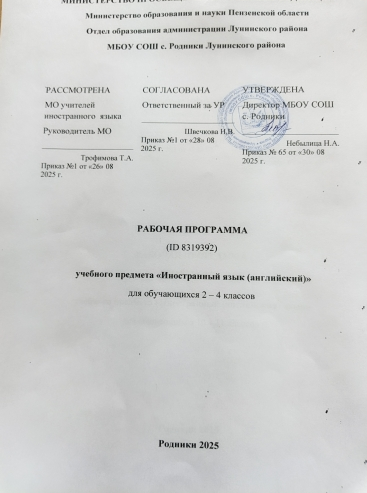 Министерство образования и науки Пензенской области
Отдел образования администрации Лунинского района
МБОУ СОШ с. Родники Лунинского района
РАССМОТРЕНА
МО учителей
иностранного языка
Руководитель МО
Трофимова Т.А.
Приказ №1 от «26» 08
2025 г.
СОГЛАСОВАНА
Ответственный за УР
Швечкова Н.В
Приказ №1 от «28» 08
2025 г.
УТВЕРЖДЕНА
Директор МБОУ СОШ
с. Родники
Небылица Н.А.
Приказ № 65 от «30» 08
2025 г.
РАБОЧАЯ ПРОГРАММА
(ID 8319392)
учебного предмета «Иностранный язык (английский)»
для обучающихся 2 – 4 классов
Родники 2025